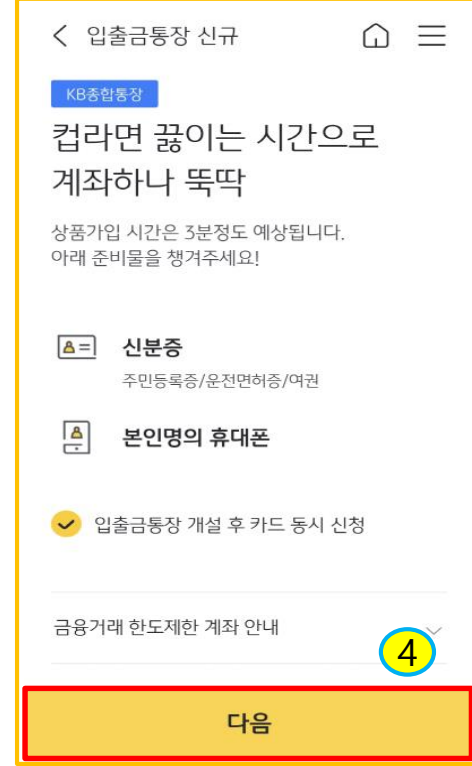 입출금통장 신규
KB종합통장
컵라면 끓이는 시간으로
계좌하나 뚝딱
상품가입 시간은 3분정도 예상됩니다.
아래 준비물을 챙겨주세요!
신분증
주민등록증/운전면허증/여권
본인명의 휴대폰
입출금통장 개설 후 카드 동시 신청
금융거래 한도제한 계좌 안내
4
다음